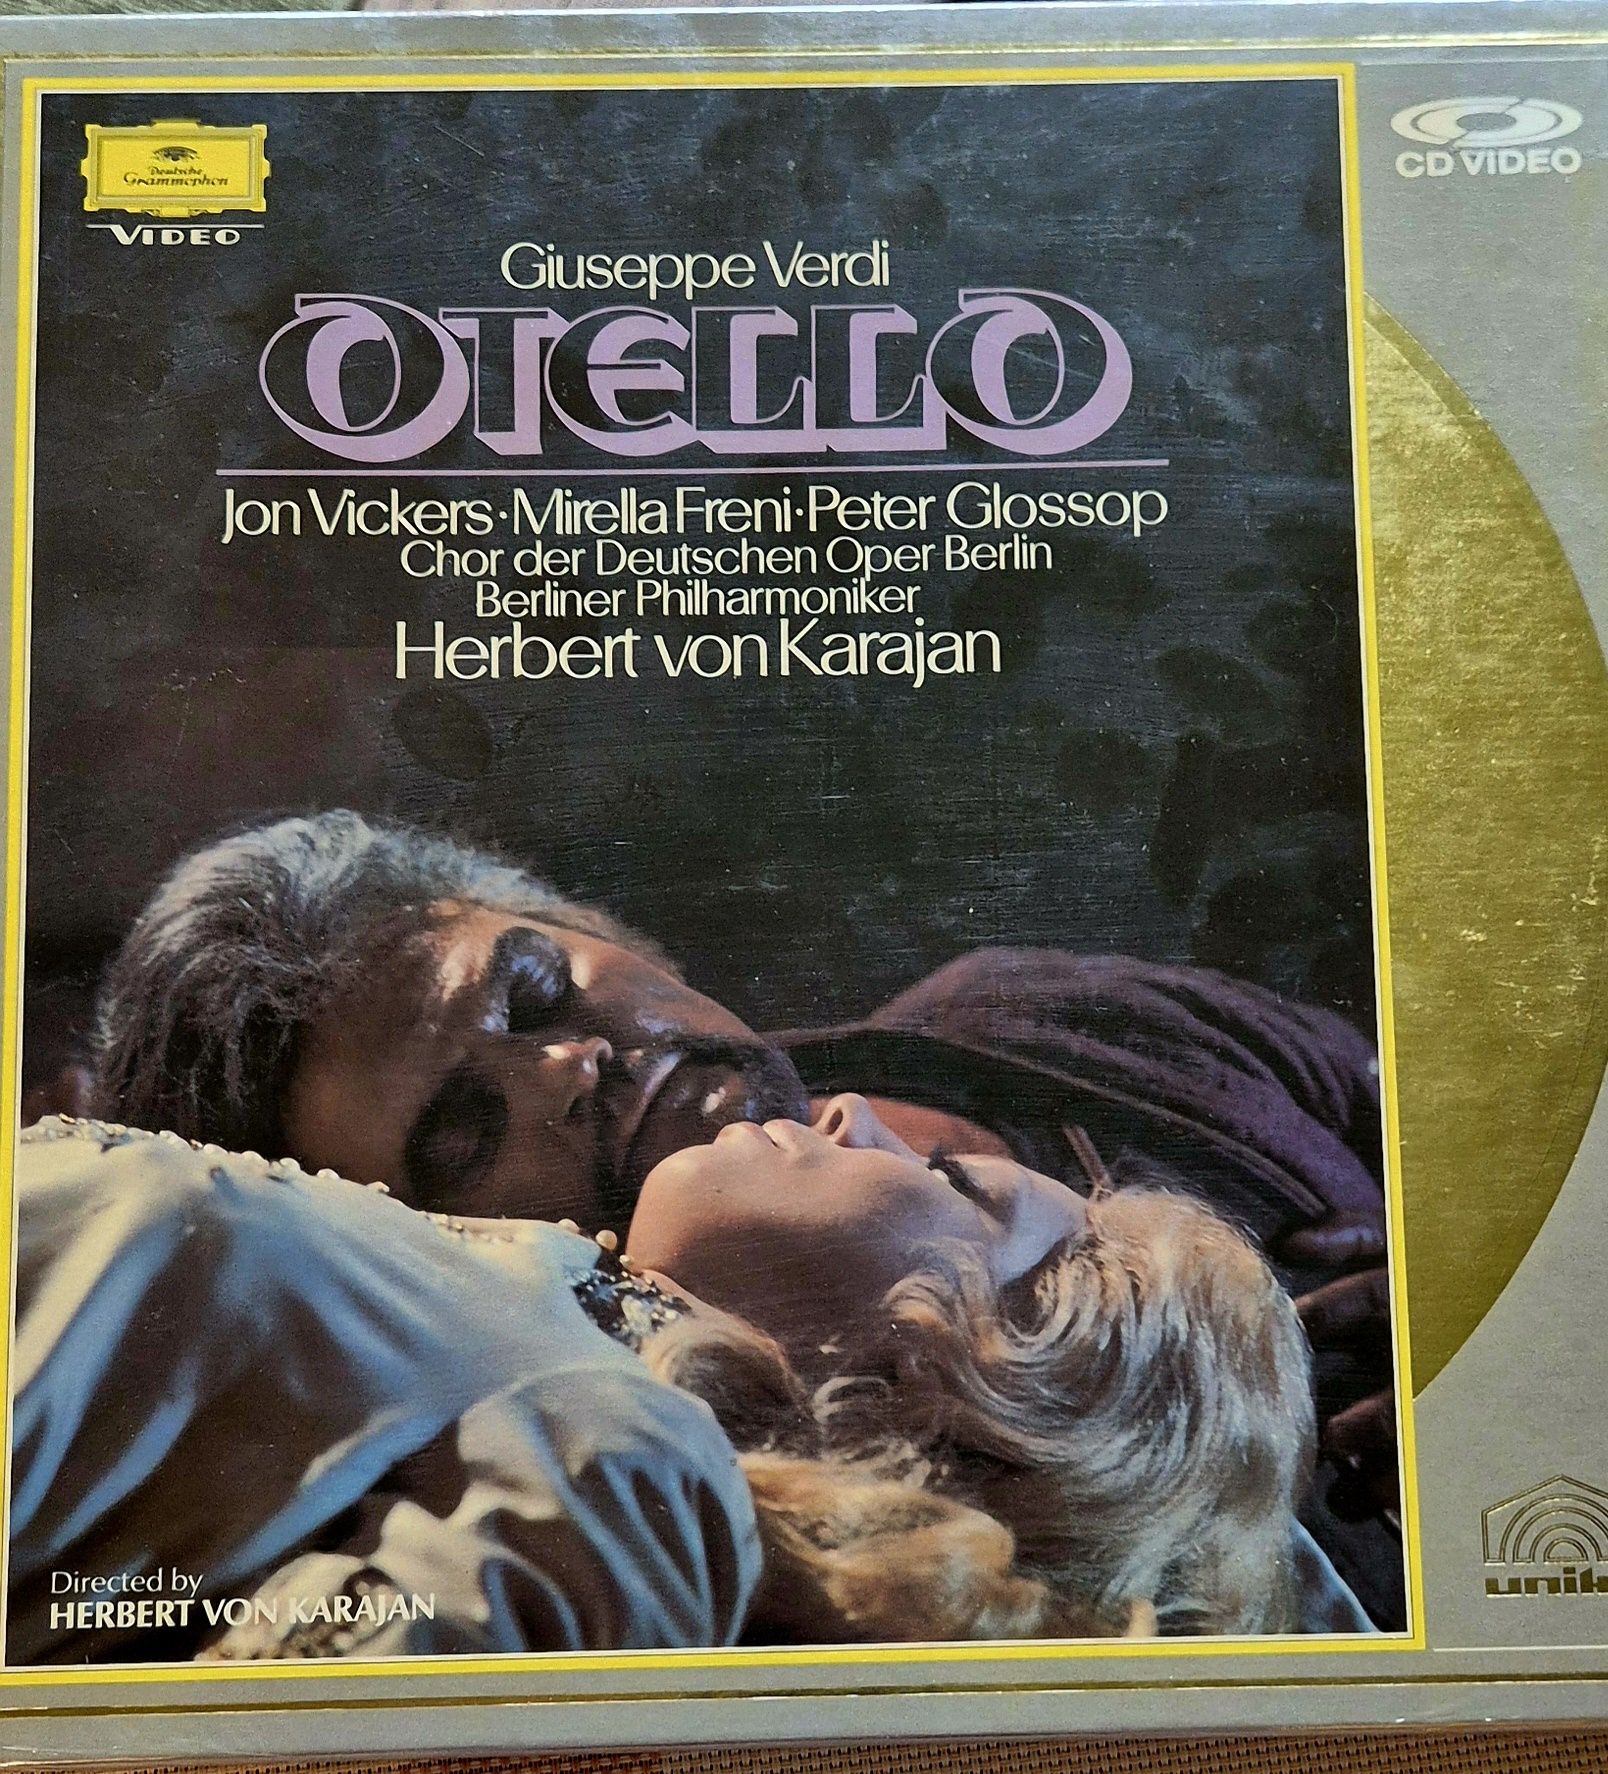 Deutsche
Grammophon
VIDEO
CD VIDEO
Giuseppe Verdi
OTELLO
Jon Vickers · Mirella Freni · Peter Glossop
Chor der Deutschen Oper Berlin
Berliner Philharmoniker
Herbert von Karajan
Directed by
HERBERT VON KARAJAN